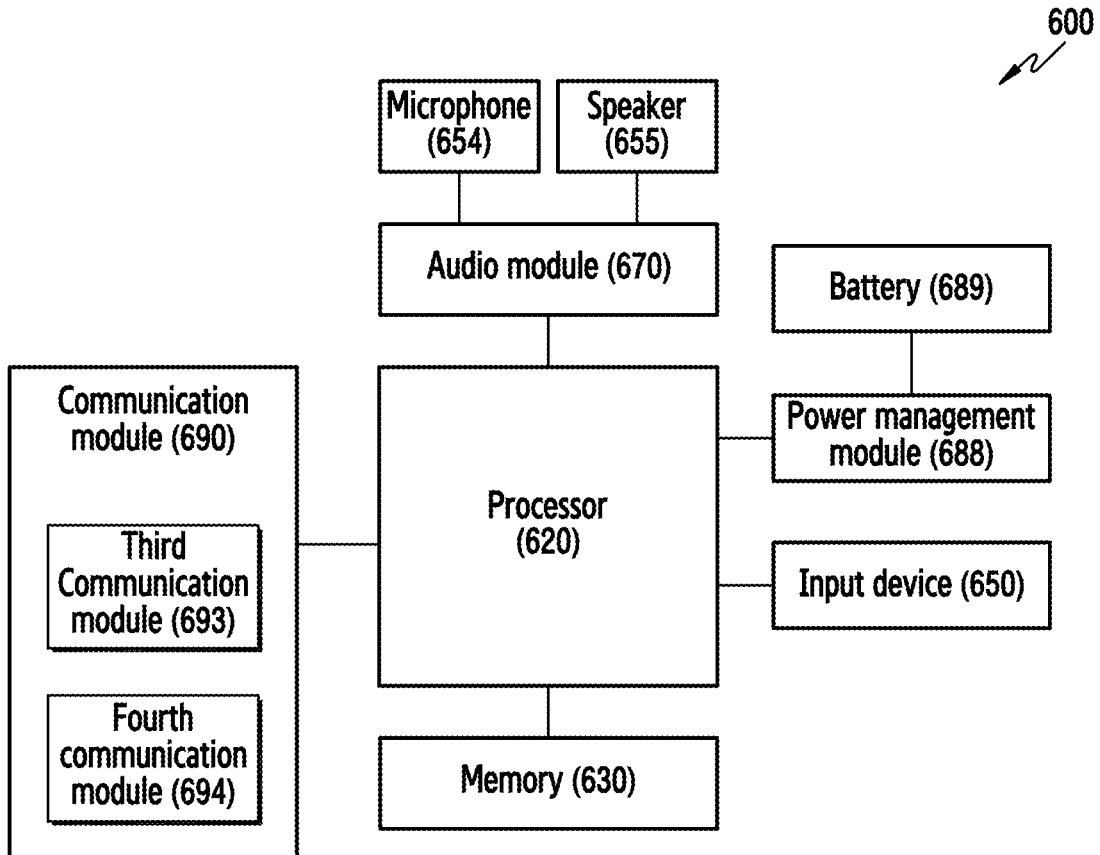 600
Microphone
(654)
Speaker
(655)
Audio module (670)
Battery (689)
Communication
module (690)
Power management
module (688)
Processor
(620)
Third
Communication
module (693)
Input device (650)
Fourth
communication
module (694)
Memory (630)